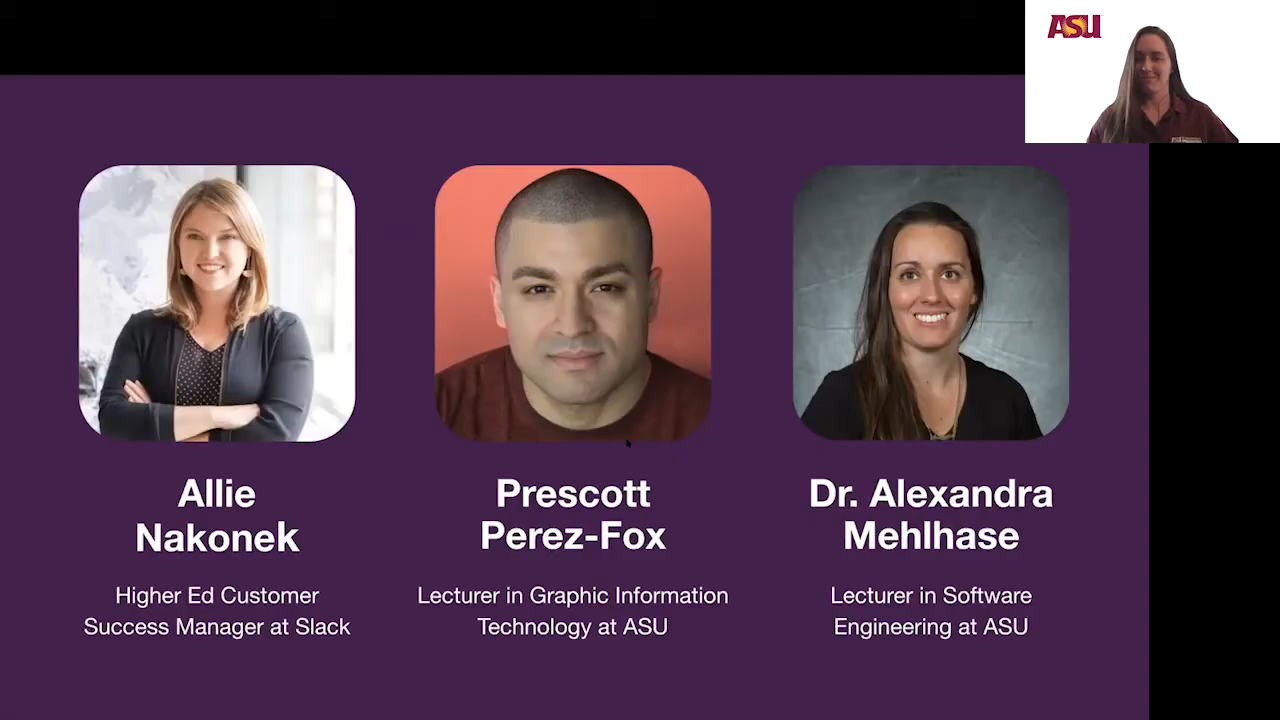 ASU
Allie
Nakonek
Higher Ed Customer
Success Manager at Slack
Prescott
Perez-Fox
Lecturer in Graphic Information
Technology at ASU
Dr. Alexandra
Mehlhase
Lecturer in Software
Engineering at ASU